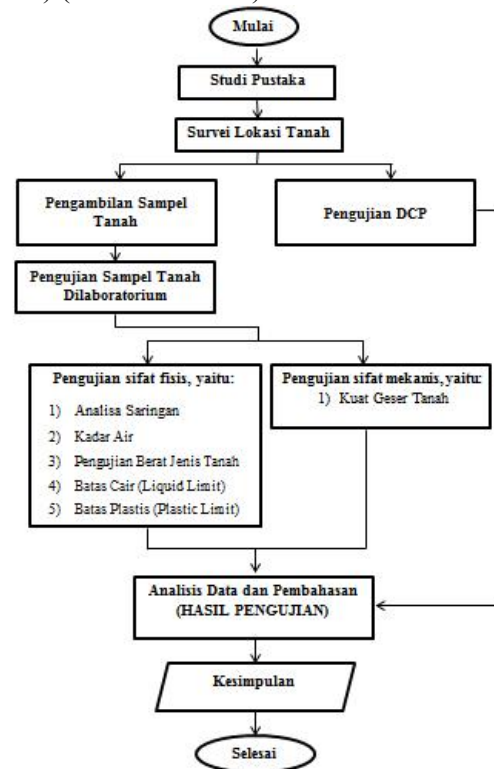 Mulai
Studi Pustaka
Survei Lokasi Tanah
Pengambilan Sampel
Tanah
Pengujian DCP
Pengujian Sampel Tanah
Dilaboratorium
Pengujian sifat fisis, yaitu:
1) Analisa Saringan
2) Kadar Air
3) Pengujian Berat Jenis Tanah
4) Batas Cair (Liquid Limit)
5) Batas Plastis (Plastic Limit)
Pengujian sifat mekanis, yaitu:
1) Kuat Geser Tanah
Analisis Data dan Pembahasan
(HASIL PENGUJIAN)
Kesimpulan
Selesai